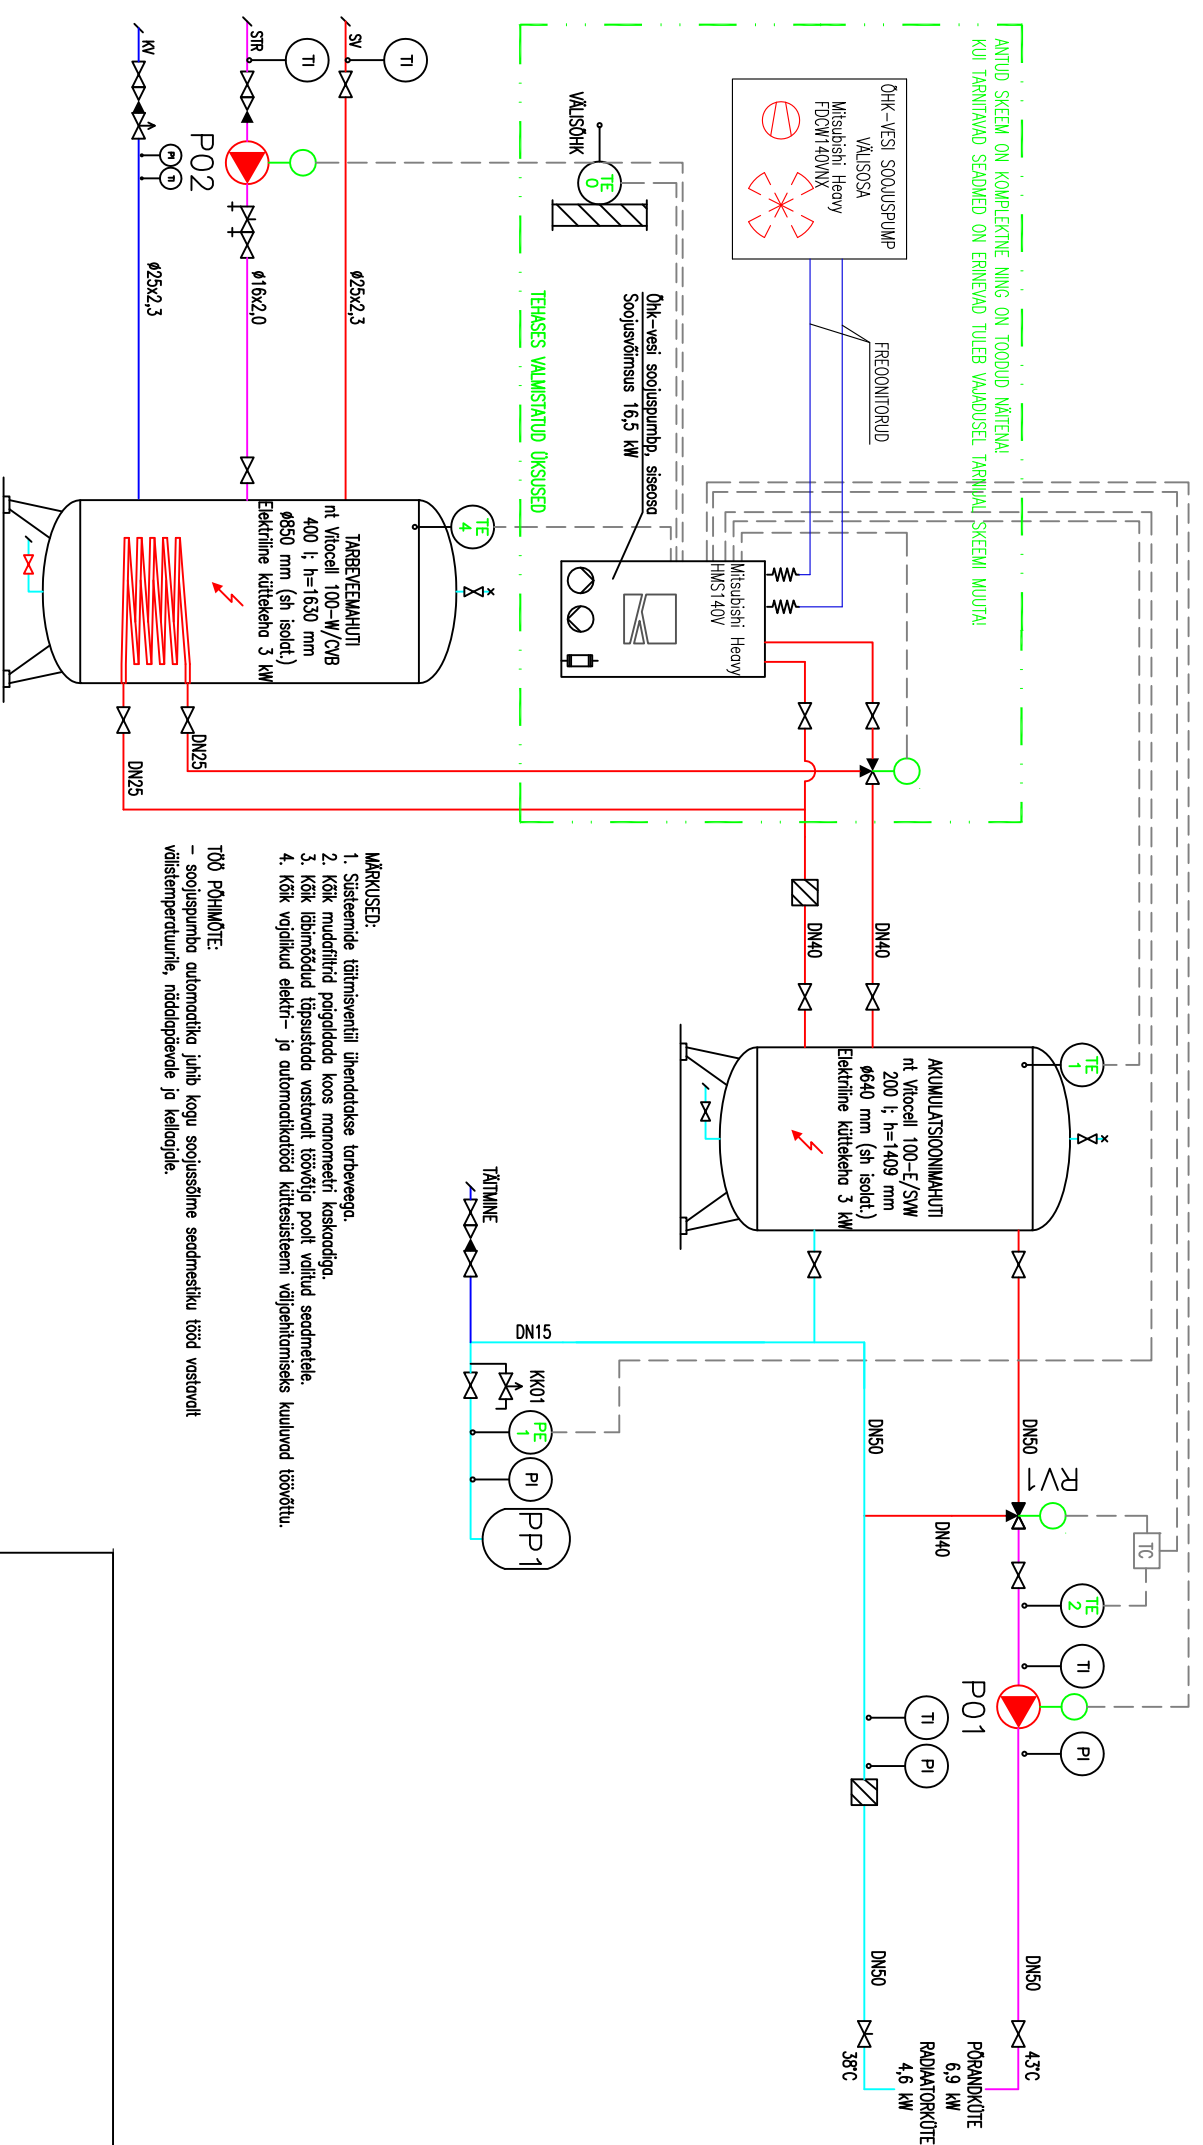 ANTUD SKEEM ON KOMPLEKTNE NING ON TOODUD NÄITENA!
KUI TARNITAVAD SEADMED ON ERINEVAD TULEB VAJADUSEL TARNIJAL SKEEMI MUUTA!
ÕHK-VESI SOOJUSPUMP
VÄLISOSA
Mitsubishi Heavy
FDCW140VNX
FREOONITORUD
VÄLISÕHK
TE
0
Õhk-vesi soojuspumbp, siseosa
Soojusvõimsus 16,5 kW
TEHASES VALMISTATUD ÜKSUSED
Mitsubishi Heavy
HMS140V
TI
TI
SV
STR
KV
PI
TI
P02
ø25x2,3
ø16x2,0
ø25x2,3
TE
4
TARBEVEEMAHUTI
nt Vitocell 100-W/CVB
400 l; h=1630 mm
ø850 mm (sh isolat.)
Elektriline küttekeha 3 kW
DN25
DN25
DN40
DN40
TE
1
AKUMULATSIOONIMAHUTI
nt Vitocell 100-E/SVW
200 l; h=1409 mm
ø640 mm (sh isolat.)
Elektriline küttekeha 3 kW
TÄITMINE
DN15
KK01
PE
1
PI
PP1
DN50
DN50
RV1
DN40
TC
TE
2
TI
P01
PI
TI
PI
DN50
DN50
43°C
38°C
PÕRANDKÜTE
6,9 kW
RADIAATORKÜTE
4,6 kW
MÄRKUSED:
1. Süsteemide täitmisventiil ühendatakse tarbeveega.
2. Kõik mudafiltrid paigaldada koos manomeetri kaskaadiga.
3. Kõik läbimõõdud täpsustada vastavalt töövõtja poolt valitud seadmetele.
4. Kõik vajalikud elektri- ja automaatikatööd küttesüsteemi väljaehitamiseks kuuluvad töövõttu.
TÖÖ PÕHIMÕTE:
- soojuspumba automaatika juhib kogu soojussõlme seadmestiku tööd vastavalt
välistemperatuurile, nädalapäevale ja kellaajale.